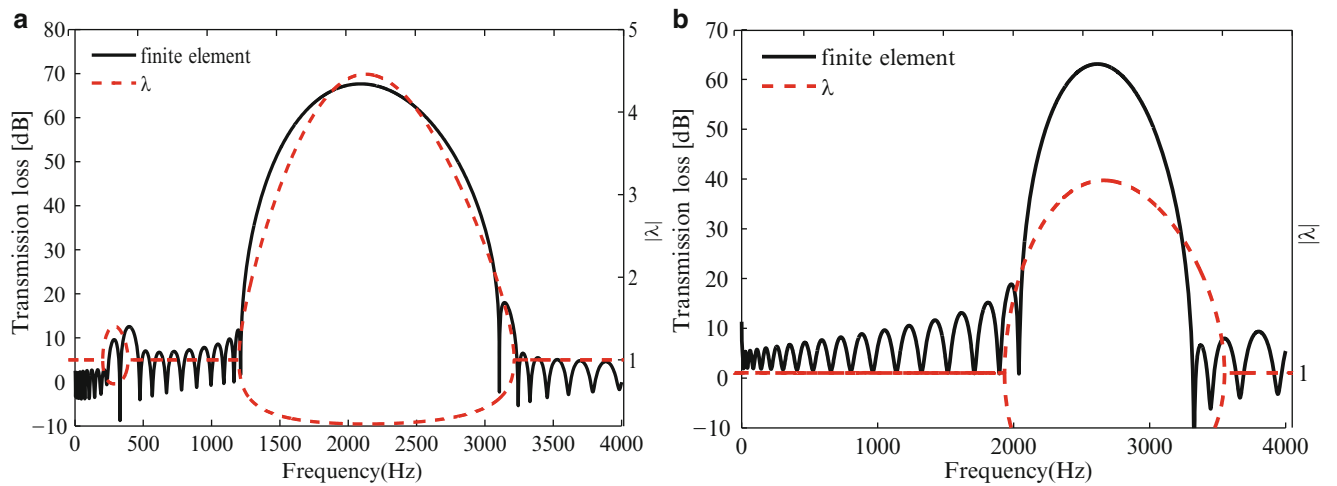 a
80
70
60
50
40
30
20
10
0
−10
Transmission loss [dB]
finite element
λ
5
4
3
2
1
|λ|
0 500 1000 1500 2000 2500 3000 3500 4000
Frequency(Hz)
b
70
60
50
40
30
20
10
0
−10
Transmission loss [dB]
finite element
λ
1
|λ|
0 1000 2000 3000 4000
Frequency(Hz)